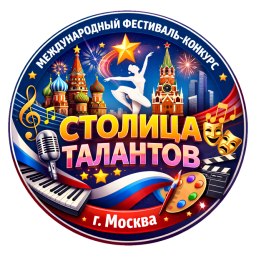 МЕЖДУНАРОДНЫЙ ФЕСТИВАЛЬ-КОНКУРС
СТОЛИЦА
ТАЛАНТОВ
г. Москва